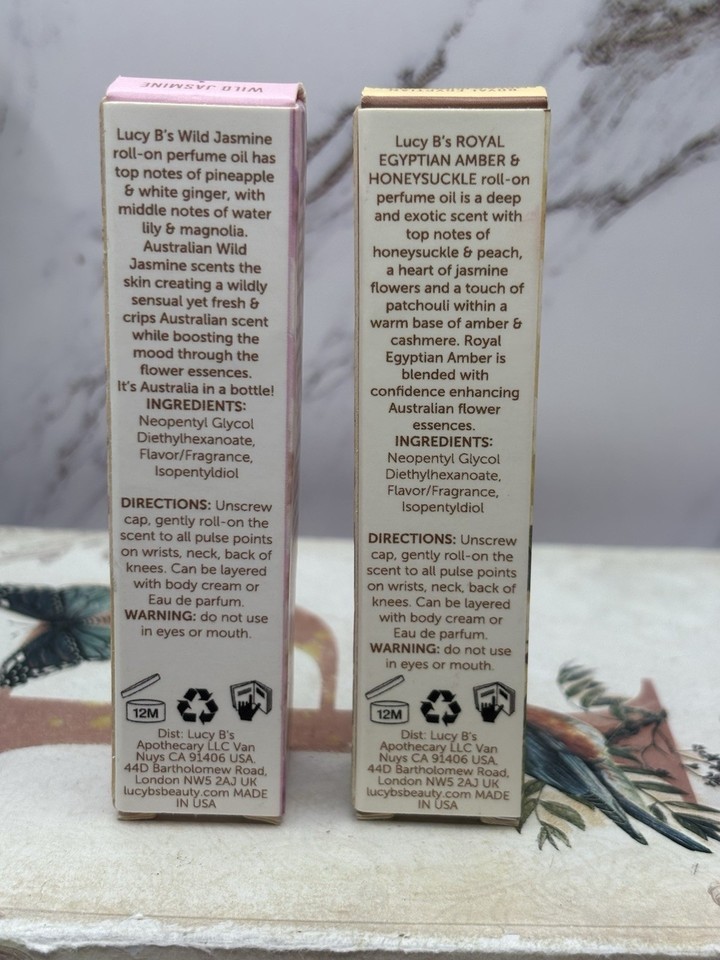 WILD JASMINE
Lucy B's Wild Jasmine
roll-on perfume oil has
top notes of pineapple
& white ginger, with
middle notes of water
lily & magnolia.
Australian Wild
Jasmine scents the
skin creating a wildly
sensual yet fresh &
crips Australian scent
while boosting the
mood through the
flower essences.
It's Australia in a bottle!
INGREDIENTS:
Neopentyl Glycol
Diethylhexanoate,
Flavor/Fragrance,
Isopentyldiol
DIRECTIONS: Unscrew
cap, gently roll-on the
scent to all pulse points
on wrists, neck, back of
knees. Can be layered
with body cream or
Eau de parfum.
WARNING: do not use
in eyes or mouth.
12M
Dist: Lucy B's
Apothecary LLC Van
Nuys CA 91406 USA.
44D Bartholomew Road,
London NW5 2AJ UK
lucybsbeauty.com MADE
IN USA
Lucy B's ROYAL
EGYPTIAN AMBER &
HONEYSUCKLE roll-on
perfume oil is a deep
and exotic scent with
top notes of
honeysuckle & peach,
a heart of jasmine
flowers and a touch of
patchouli within a
warm base of amber &
cashmere. Royal
Egyptian Amber is
blended with
confidence enhancing
Australian flower
essences.
INGREDIENTS:
Neopentyl Glycol
Diethylhexanoate,
Flavor/Fragrance,
Isopentyldiol
DIRECTIONS: Unscrew
cap, gently roll-on the
scent to all pulse points
on wrists, neck, back of
knees. Can be layered
with body cream or
Eau de parfum.
WARNING: do not use
in eyes or mouth.
12M
Dist: Lucy B's
Apothecary LLC Van
Nuys CA 91406 USA.
44D Bartholomew Road,
London NW5 2AJ UK
lucybsbeauty.com MADE
IN USA